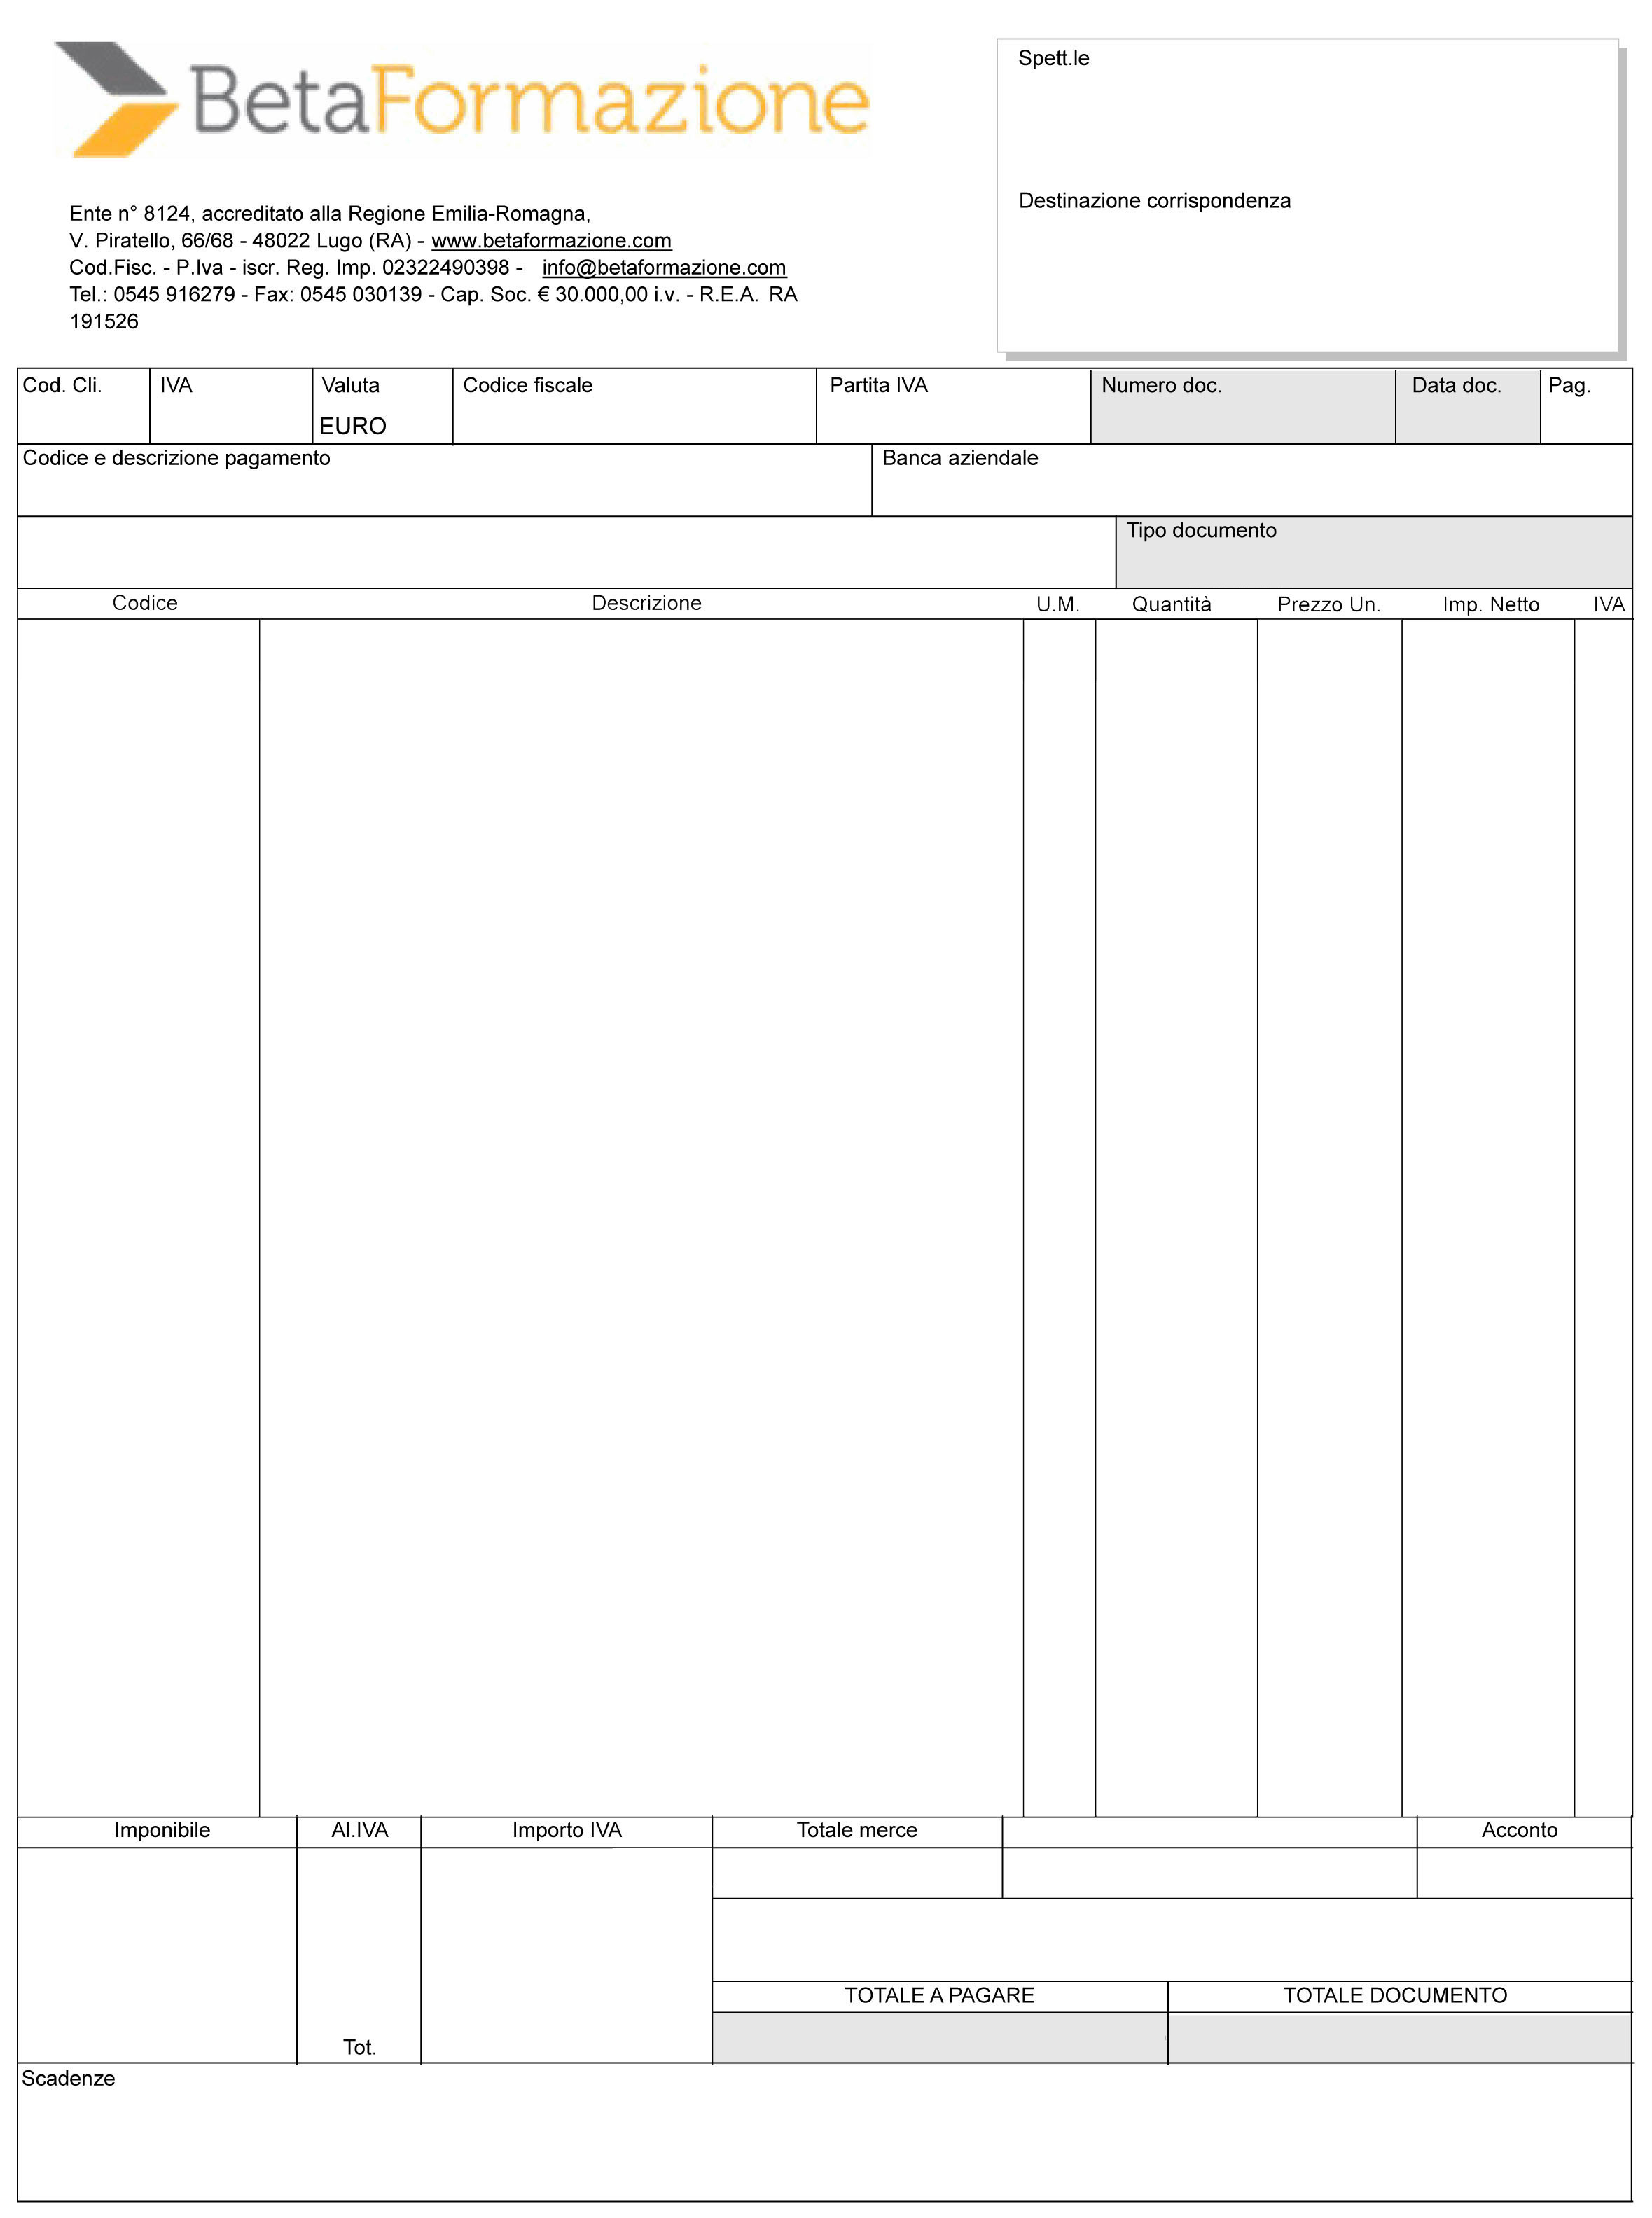 BetaFormazione
Spett.le
Destinazione corrispondenza
Ente n° 8124, accreditato alla Regione Emilia-Romagna,
V. Piratello, 66/68 - 48022 Lugo (RA) - www.betaformazione.com
Cod.Fisc. - P.Iva - iscr. Reg. Imp. 02322490398 - info@betaformazione.com
Tel.: 0545 916279 - Fax: 0545 030139 - Cap. Soc. € 30.000,00 i.v. - R.E.A. RA
191526
Cod. Cli. IVA Valuta Codice fiscale Partita IVA Numero doc. Data doc. Pag.
EURO
Codice e descrizione pagamento Banca aziendale
Tipo documento
Codice Descrizione U.M. Quantità Prezzo Un. Imp. Netto IVA
Imponibile Al.IVA Importo IVA Totale merce Acconto
TOTALE A PAGARE TOTALE DOCUMENTO
Tot.
Scadenze